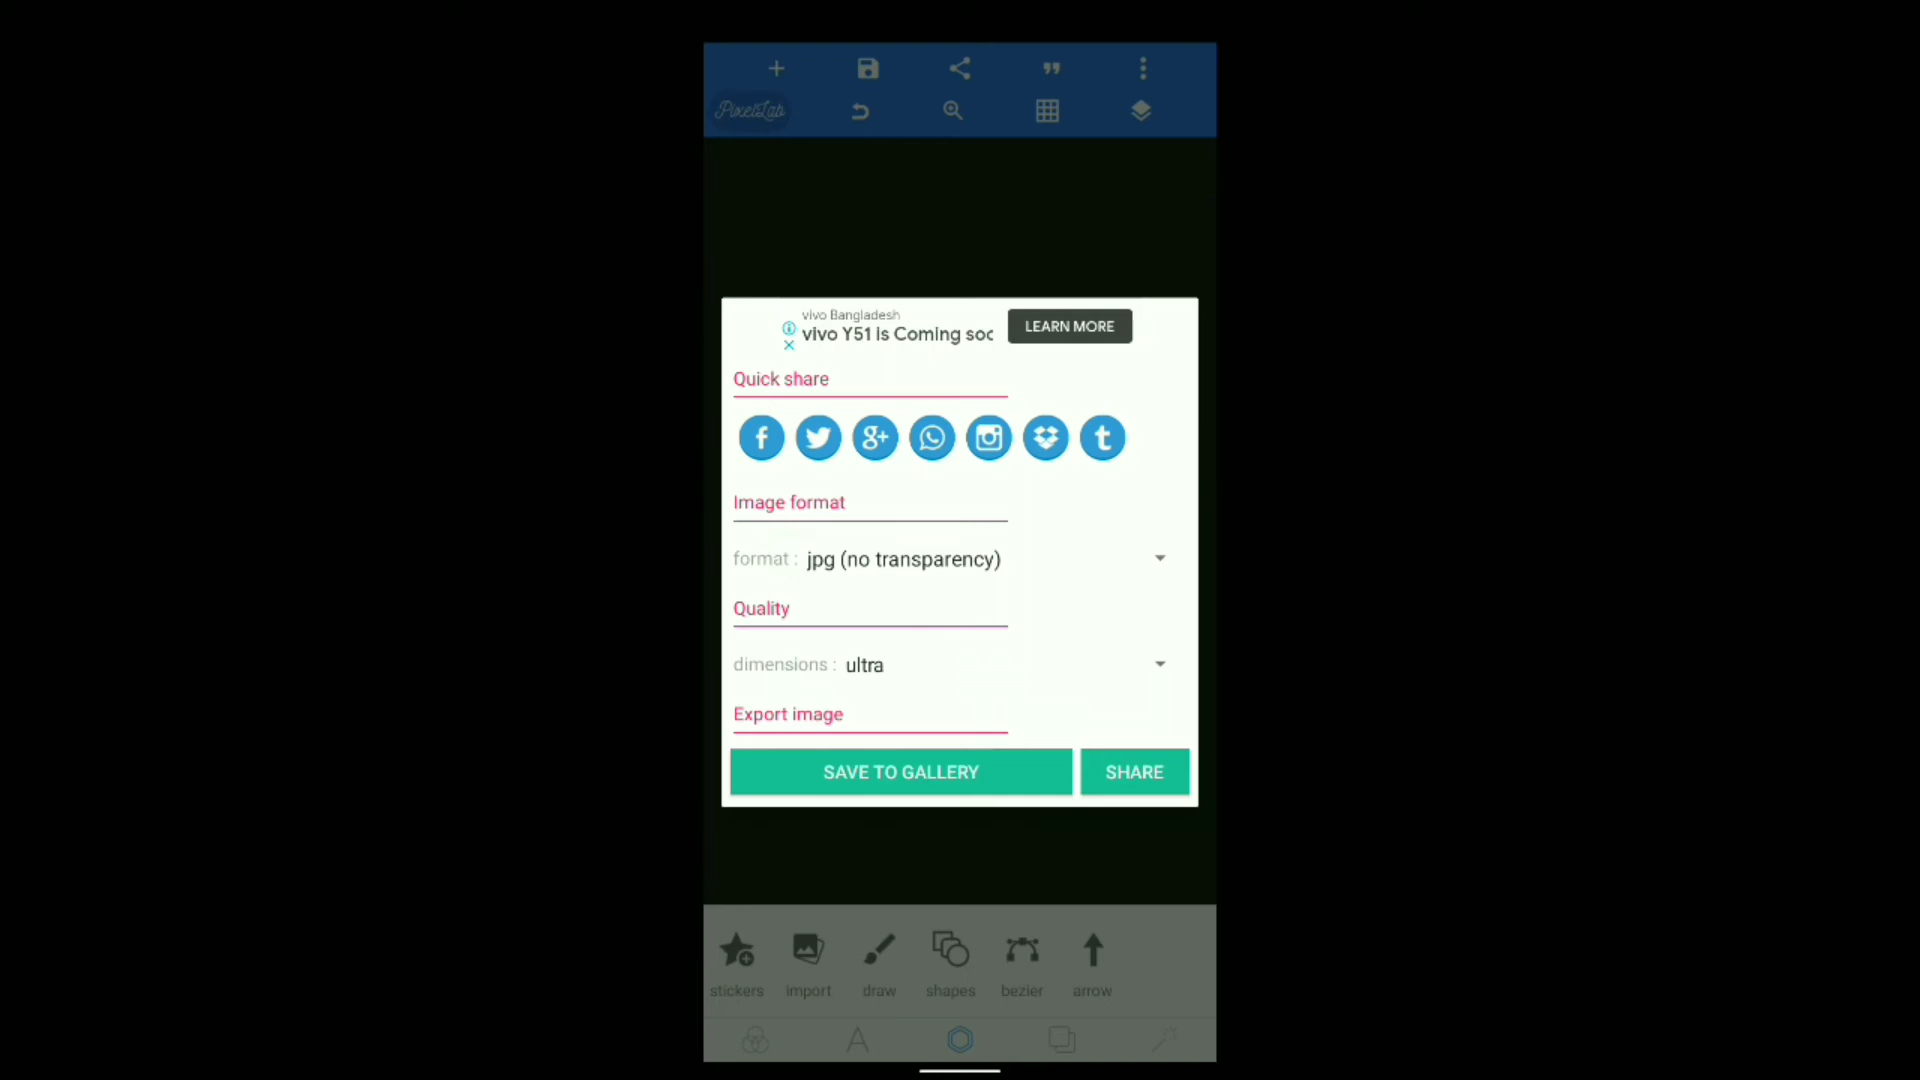 PixelLab
vivo Bangladesh
vivo Y51 is Coming soc
LEARN MORE
Quick share
Image format
format : jpg (no transparency)
Quality
dimensions : ultra
Export image
SAVE TO GALLERY SHARE
stickers import draw shapes bezier arrow